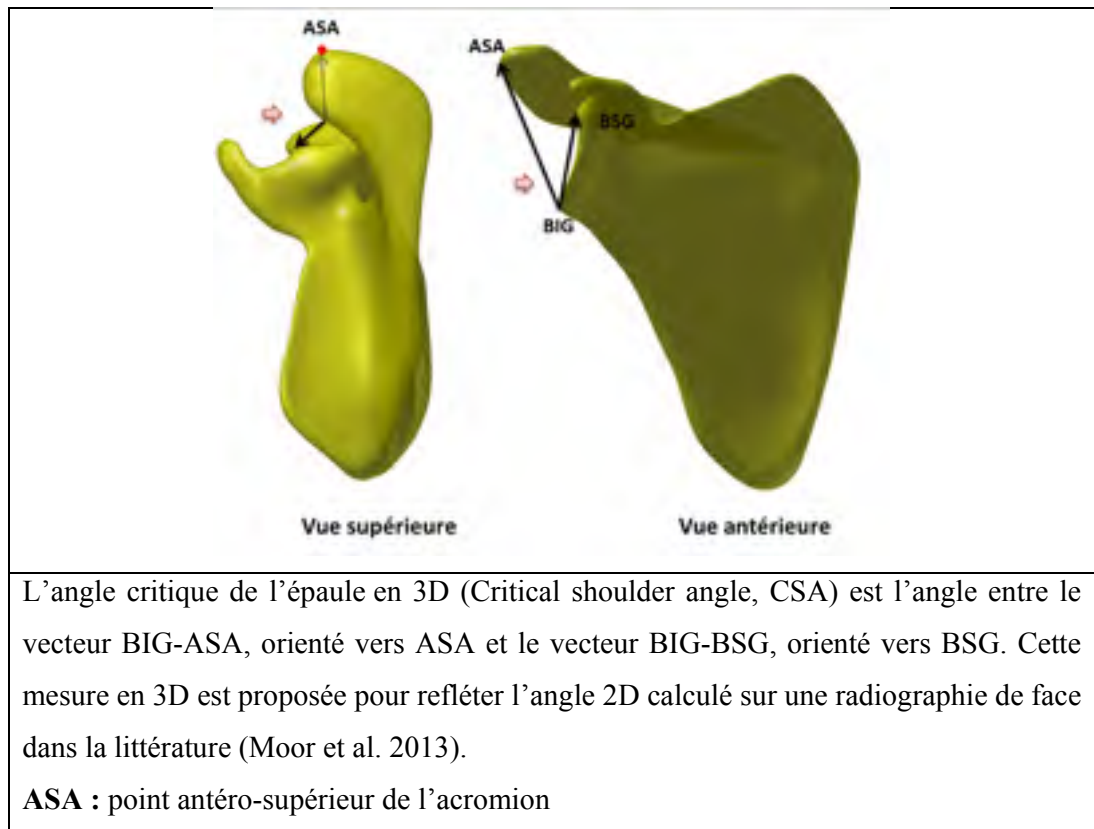 ASA
ASA
BSG
BIG
Vue supérieure
Vue antérieure
L’angle critique de l’épaule en 3D (Critical shoulder angle, CSA) est l’angle entre le
vecteur BIG-ASA, orienté vers ASA et le vecteur BIG-BSG, orienté vers BSG. Cette
mesure en 3D est proposée pour refléter l’angle 2D calculé sur une radiographie de face
dans la littérature (Moor et al. 2013).
ASA : point antéro-supérieur de l’acromion